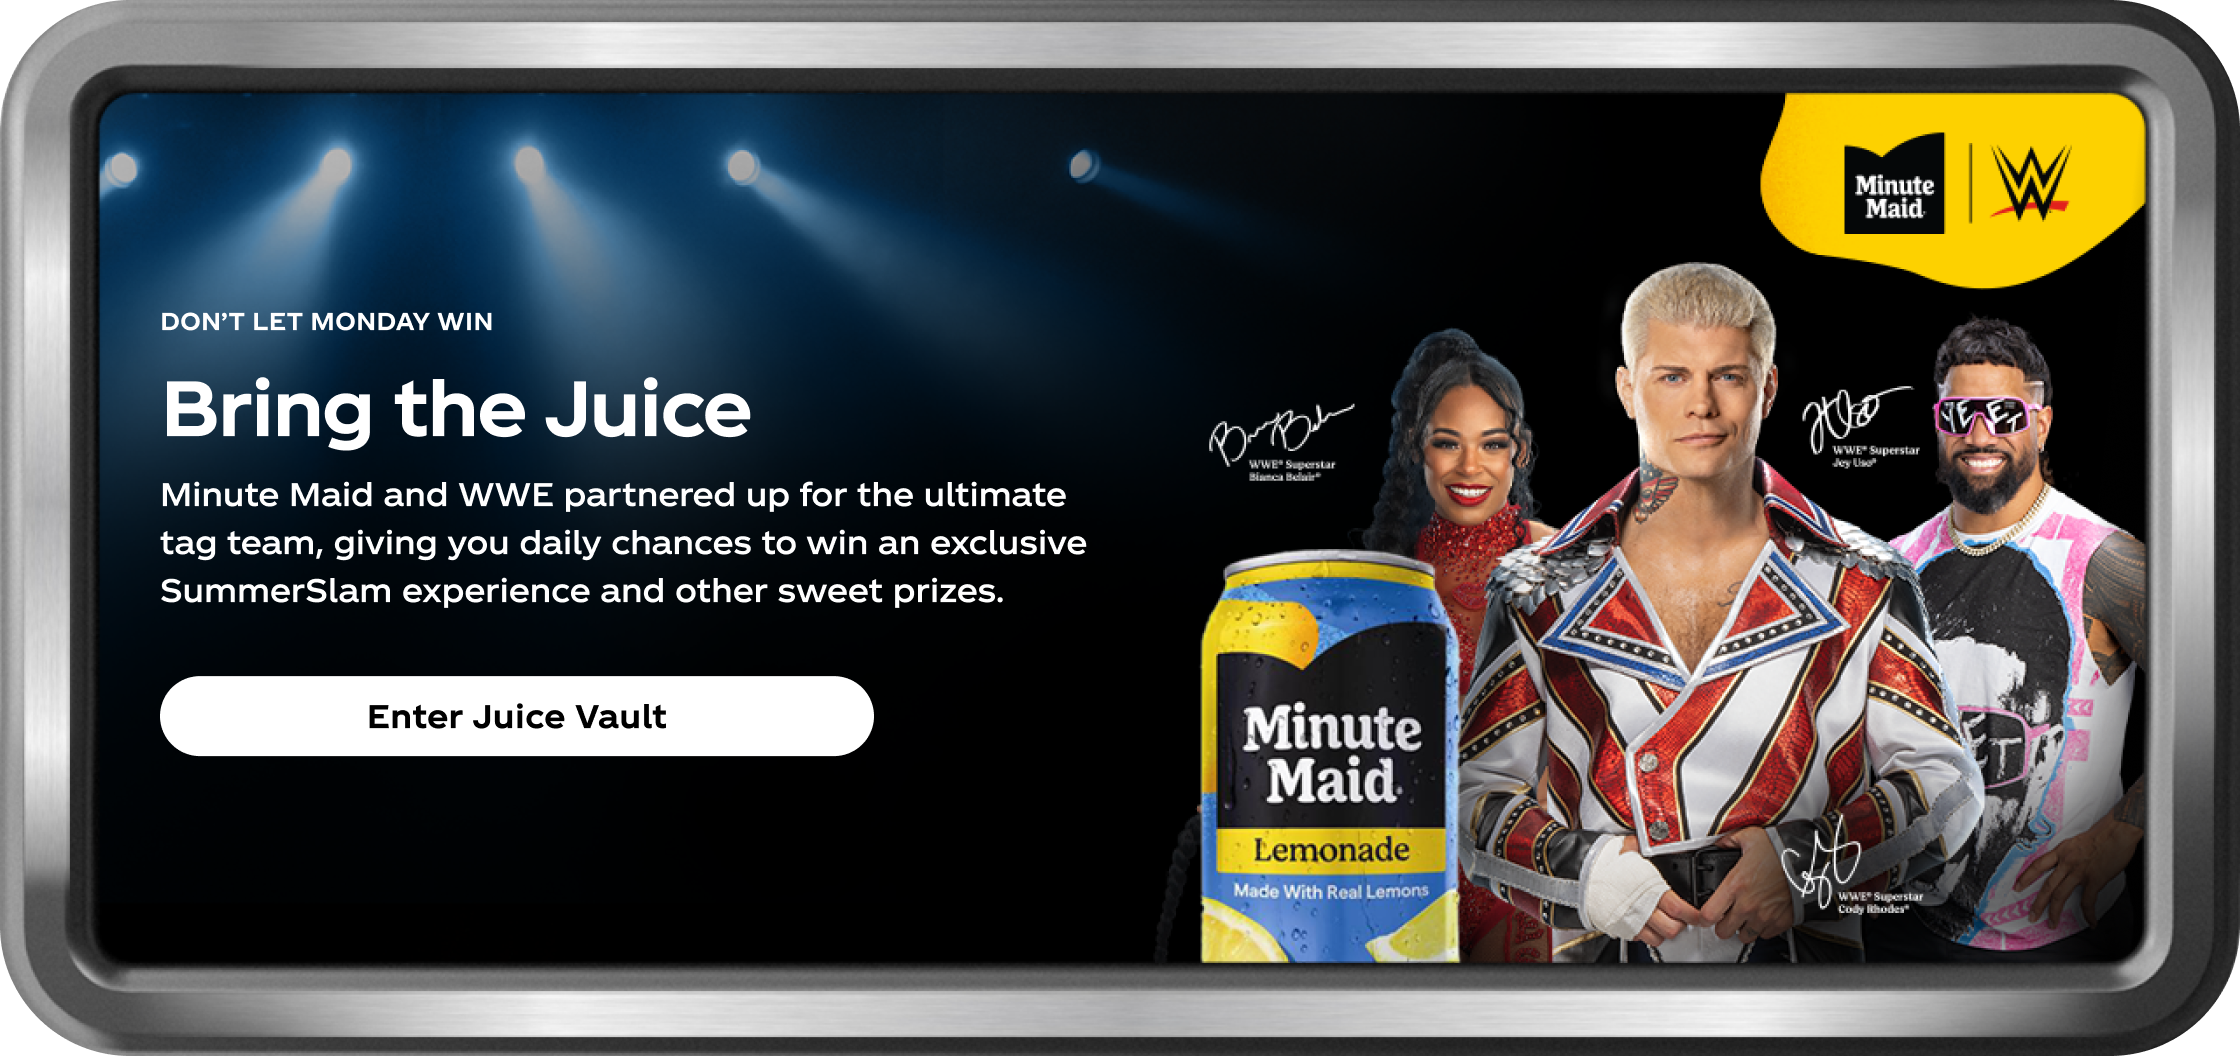 Minute
Maid
DON'T LET MONDAY WIN
Bring the Juice
Minute Maid and WWE partnered up for the ultimate
tag team, giving you daily chances to win an exclusive
SummerSlam experience and other sweet prizes.
Enter Juice Vault
WWE® Superstar
Bianca Belair®
WWE® Superstar
Jey Uso®
YEET
Minute
Maid
Lemonade
Made With Real Lemons
ET
WWE® Superstar
Cody Rhodes®